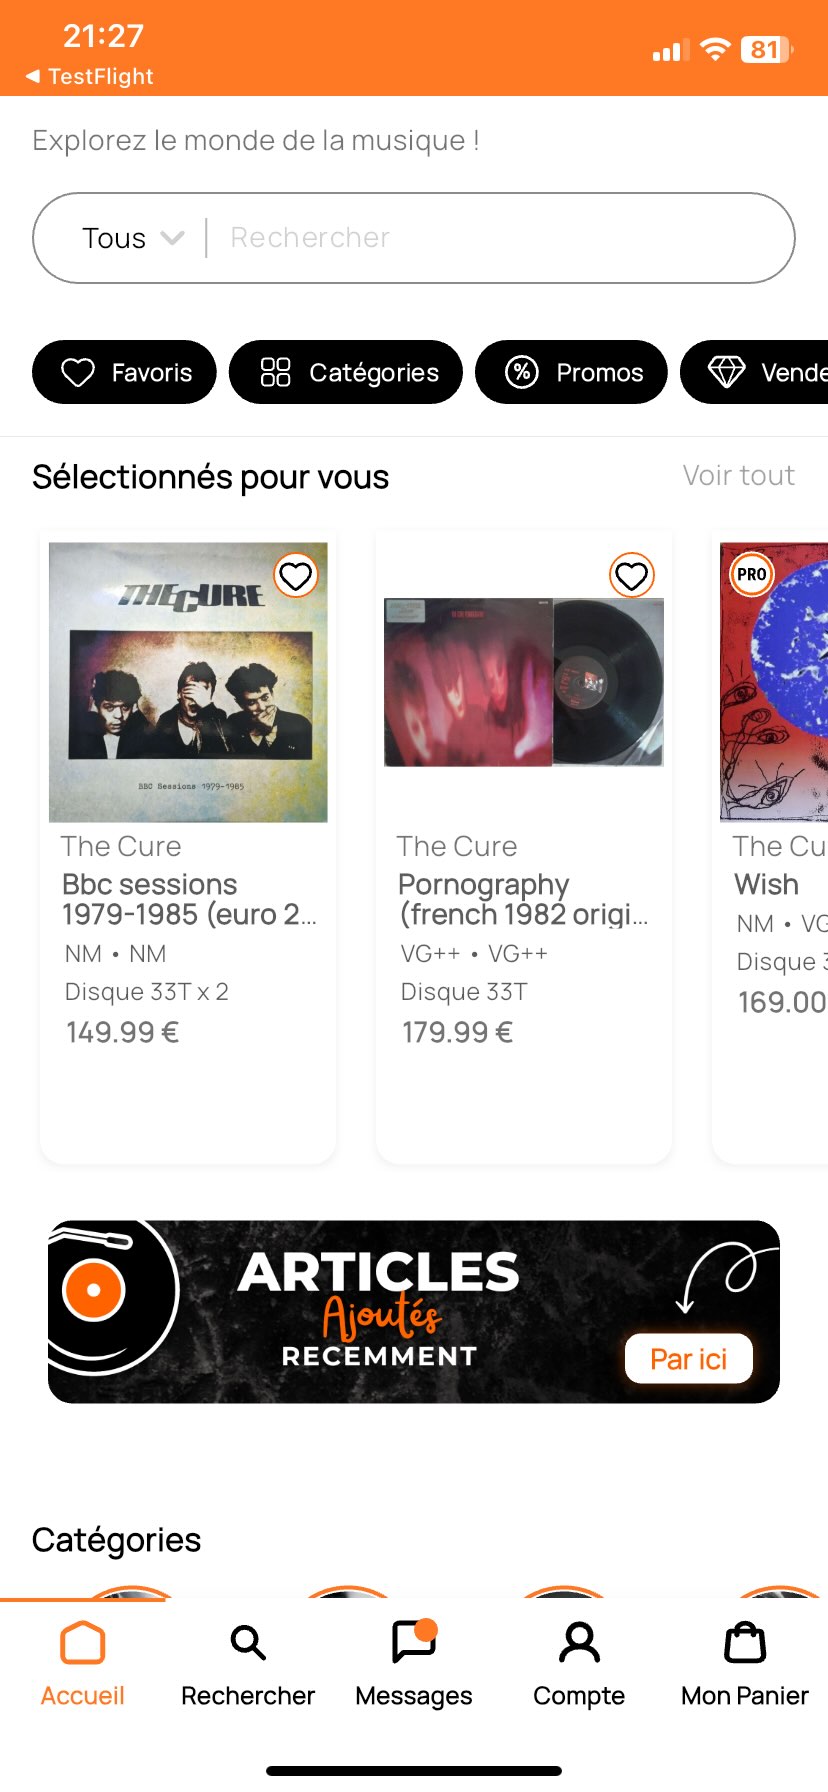 21:27
81
◀ TestFlight
Explorez le monde de la musique !
Tous
Rechercher
Favoris
Catégories
Promos
Vende
Sélectionnés pour vous
Voir tout
THE CURE
BBC Sessions 1979-1985
PRO
The Cure
Bbc sessions
1979-1985 (euro 2...
NM • NM
Disque 33T x 2
149.99 €
The Cure
Pornography
(french 1982 origi...
VG++ • VG++
Disque 33T
179.99 €
The Cu
Wish
NM • VG
Disque 3
169.00
ARTICLES
Ajoutés
RECEMMENT
Par ici
Catégories
Accueil
Rechercher
Messages
Compte
Mon Panier